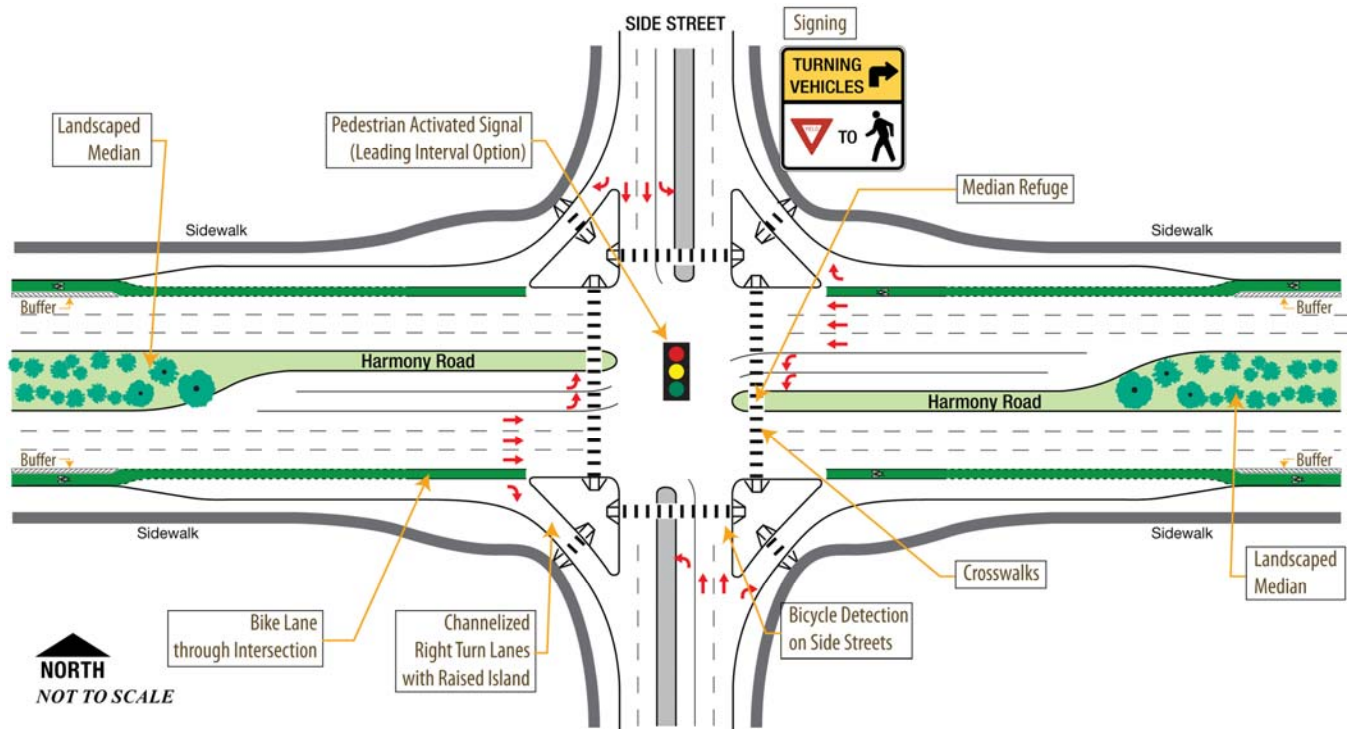 SIDE STREET
Signing
TURNING
VEHICLES
YIELD
TO
Landscaped
Median
Pedestrian Activated Signal
(Leading Interval Option)
Median Refuge
Sidewalk
Sidewalk
Buffer
Buffer
Harmony Road
Harmony Road
Buffer
Buffer
Sidewalk
Sidewalk
Crosswalks
Landscaped
Median
Bike Lane
through Intersection
Channelized
Right Turn Lanes
with Raised Island
Bicycle Detection
on Side Streets
NORTH
NOT TO SCALE